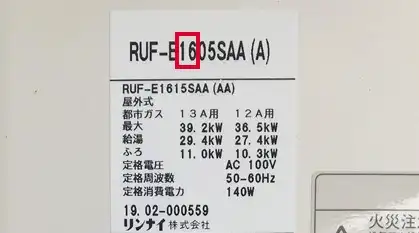 RUF-E1605SAA (A)
RUF-E1615SAA (AA)
屋外式
都市ガス 13A用 12A用
最大 39.2kW 36.5kW
給湯 29.4kW 27.4kW
ふろ 11.0kW 10.3kW
定格電圧 AC 100V
定格周波数 50-60Hz
定格消費電力 140W
19.02-000559
リンナイ株式会社
火災注